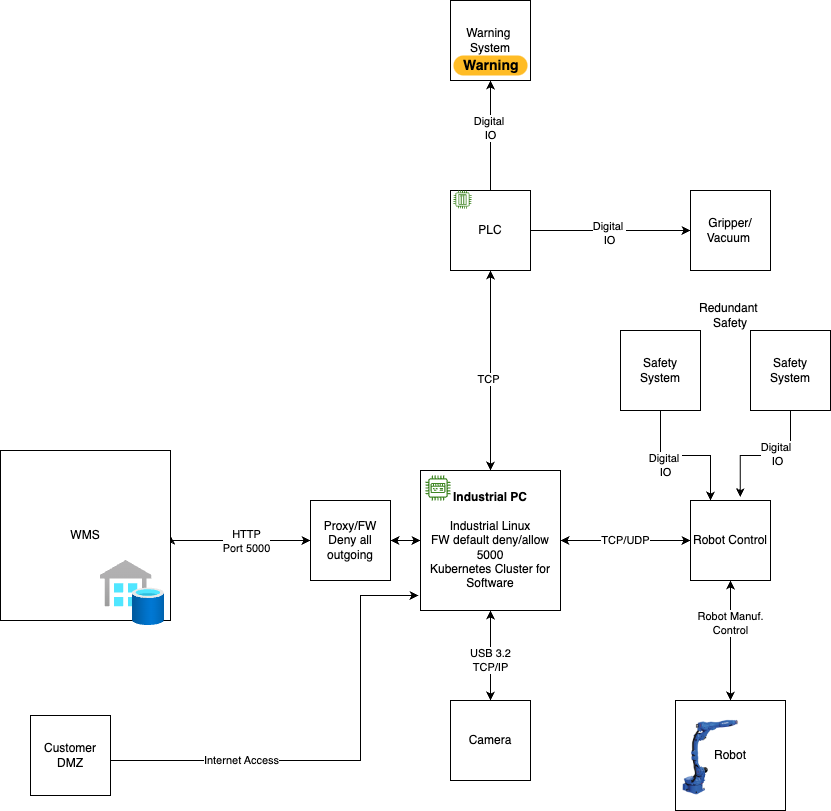 Warning
System
Warning
Digital
IO
PLC
Digital
IO
Gripper/
Vacuum
Redundant
Safety
Safety
System
Safety
System
TCP
Digital
IO
Digital
IO
WMS
HTTP
Port 5000
Proxy/FW
Deny all
outgoing
Industrial PC
Industrial Linux
FW default deny/allow
5000
Kubernetes Cluster for
Software
TCP/UDP
Robot Control
Robot Manuf.
Control
USB 3.2
TCP/IP
Customer
DMZ
Internet Access
Camera
Robot